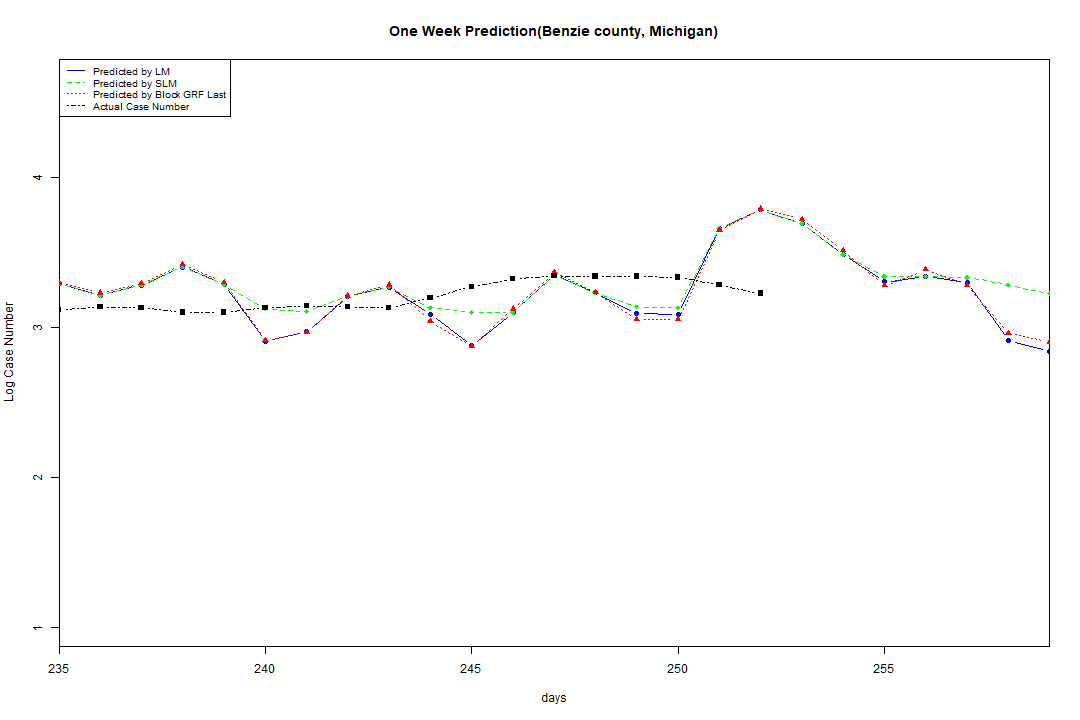 One Week Prediction(Benzie county, Michigan)
Predicted by LM
Predicted by SLM
Predicted by Block GRF Last
Actual Case Number
4
3
2
1
Log Case Number
235 240 245 250 255
days